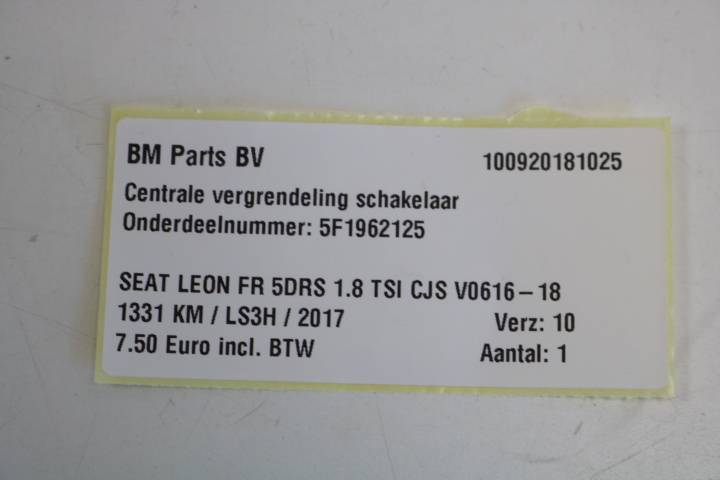 BM Parts BV 100920181025
Centrale vergrendeling schakelaar
Onderdeelnummer: 5F1962125
SEAT LEON FR 5DRS 1.8 TSI CJS V0616-18
1331 KM / LS3H / 2017 Verz: 10
7.50 Euro incl. BTW Aantal: 1